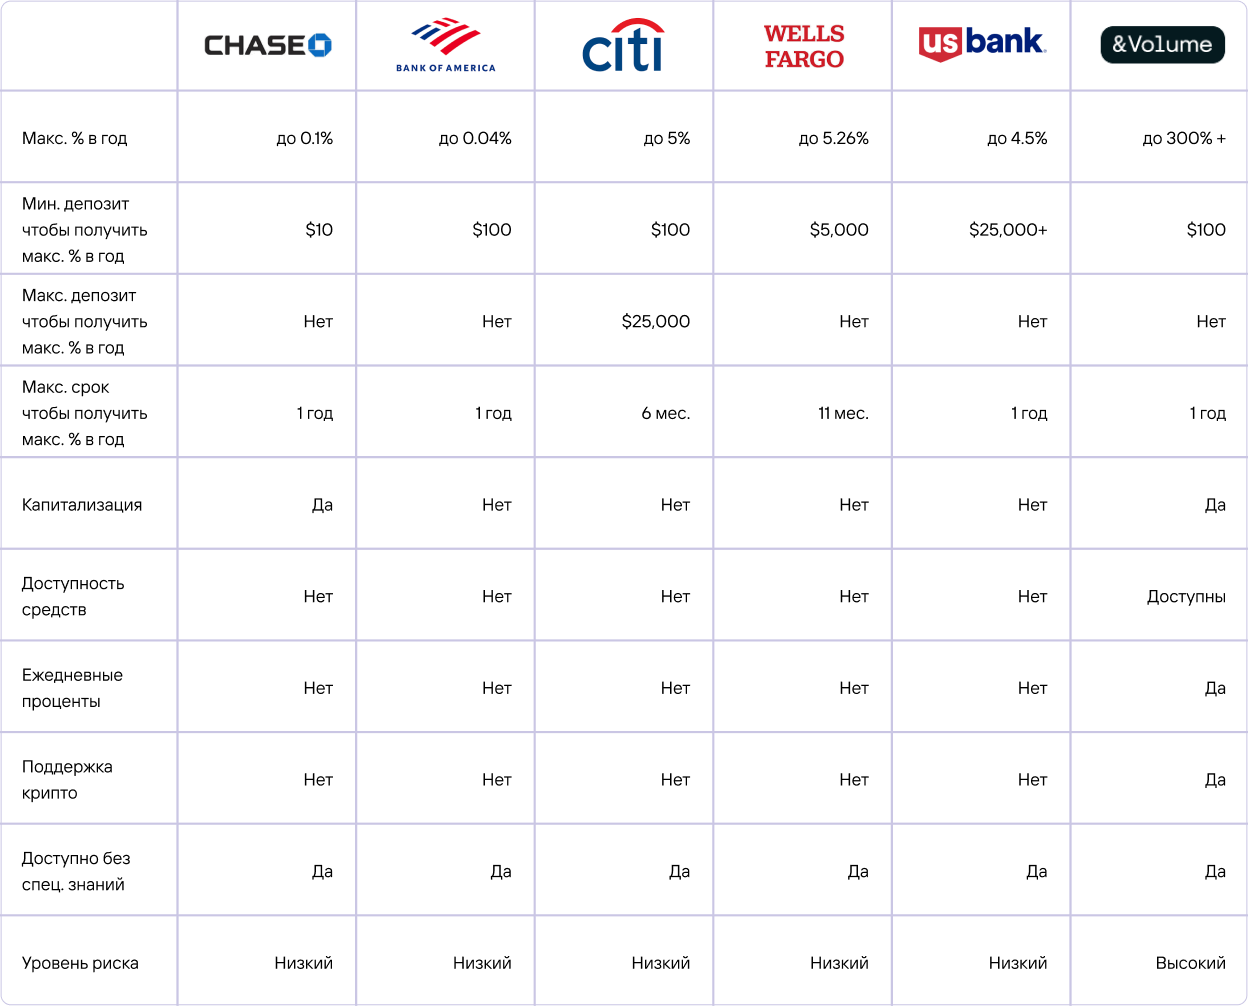 CHASE
BANK OF AMERICA
citi
WELLS
FARGO
usbank
&Volume
Макс. % в год
до 0.1%
до 0.04%
до 5%
до 5.26%
до 4.5%
до 300% +
Мин. депозит
чтобы получить
макс. % в год
$10
$100
$100
$5,000
$25,000+
$100
Макс. депозит
чтобы получить
макс. % в год
Нет
Нет
$25,000
Нет
Нет
Нет
Макс. срок
чтобы получить
макс. % в год
1 год
1 год
6 мес.
11 мес.
1 год
1 год
Капитализация
Да
Нет
Нет
Нет
Нет
Да
Доступность
средств
Нет
Нет
Нет
Нет
Нет
Доступны
Ежедневные
проценты
Нет
Нет
Нет
Нет
Нет
Да
Поддержка
крипто
Нет
Нет
Нет
Нет
Нет
Да
Доступно без
спец. знаний
Да
Да
Да
Да
Да
Да
Уровень риска
Низкий
Низкий
Низкий
Низкий
Низкий
Высокий